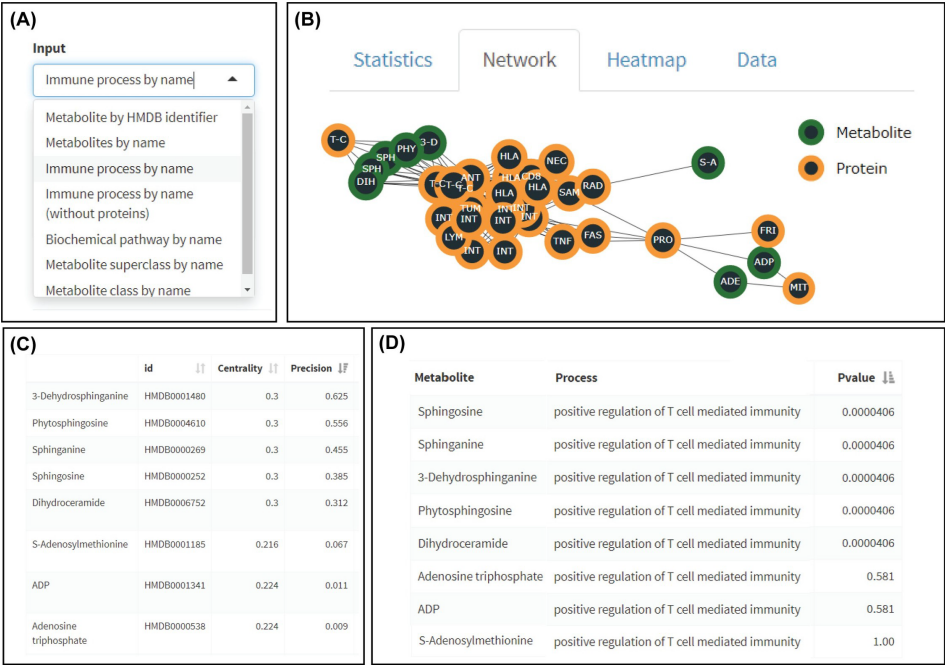 (A)
Input
Immune process by name
Metabolite by HMDB identifier
Metabolites by name
Immune process by name
Immune process by name
(without proteins)
Biochemical pathway by name
Metabolite superclass by name
Metabolite class by name
(B)
Statistics Network Heatmap Data
T-C
SPH
PHY
3-D
SPH
DIH
T-C
T-C
T-C
ANT
HLA
HLA
CD8
HLA
HLA
NEC
SAM
RAD
S-A
INT
TUM
INT
INT
INT
INT
INT
LYM
INT
INT
TNF
FAS
PRO
FRI
ADP
ADE
MIT
Metabolite
Protein
(C)
id Centrality Precision
3-Dehydrosphinganine HMDB0001480 0.3 0.625
Phytosphingosine HMDB0004610 0.3 0.556
Sphinganine HMDB0000269 0.3 0.455
Sphingosine HMDB0000252 0.3 0.385
Dihydroceramide HMDB0006752 0.3 0.312
S-Adenosylmethionine HMDB0001185 0.216 0.067
ADP HMDB0001341 0.224 0.011
Adenosine
triphosphate HMDB0000538 0.224 0.009
(D)
Metabolite Process Pvalue
Sphingosine positive regulation of T cell mediated immunity 0.0000406
Sphinganine positive regulation of T cell mediated immunity 0.0000406
3-Dehydrosphinganine positive regulation of T cell mediated immunity 0.0000406
Phytosphingosine positive regulation of T cell mediated immunity 0.0000406
Dihydroceramide positive regulation of T cell mediated immunity 0.0000406
Adenosine triphosphate positive regulation of T cell mediated immunity 0.581
ADP positive regulation of T cell mediated immunity 0.581
S-Adenosylmethionine positive regulation of T cell mediated immunity 1.00